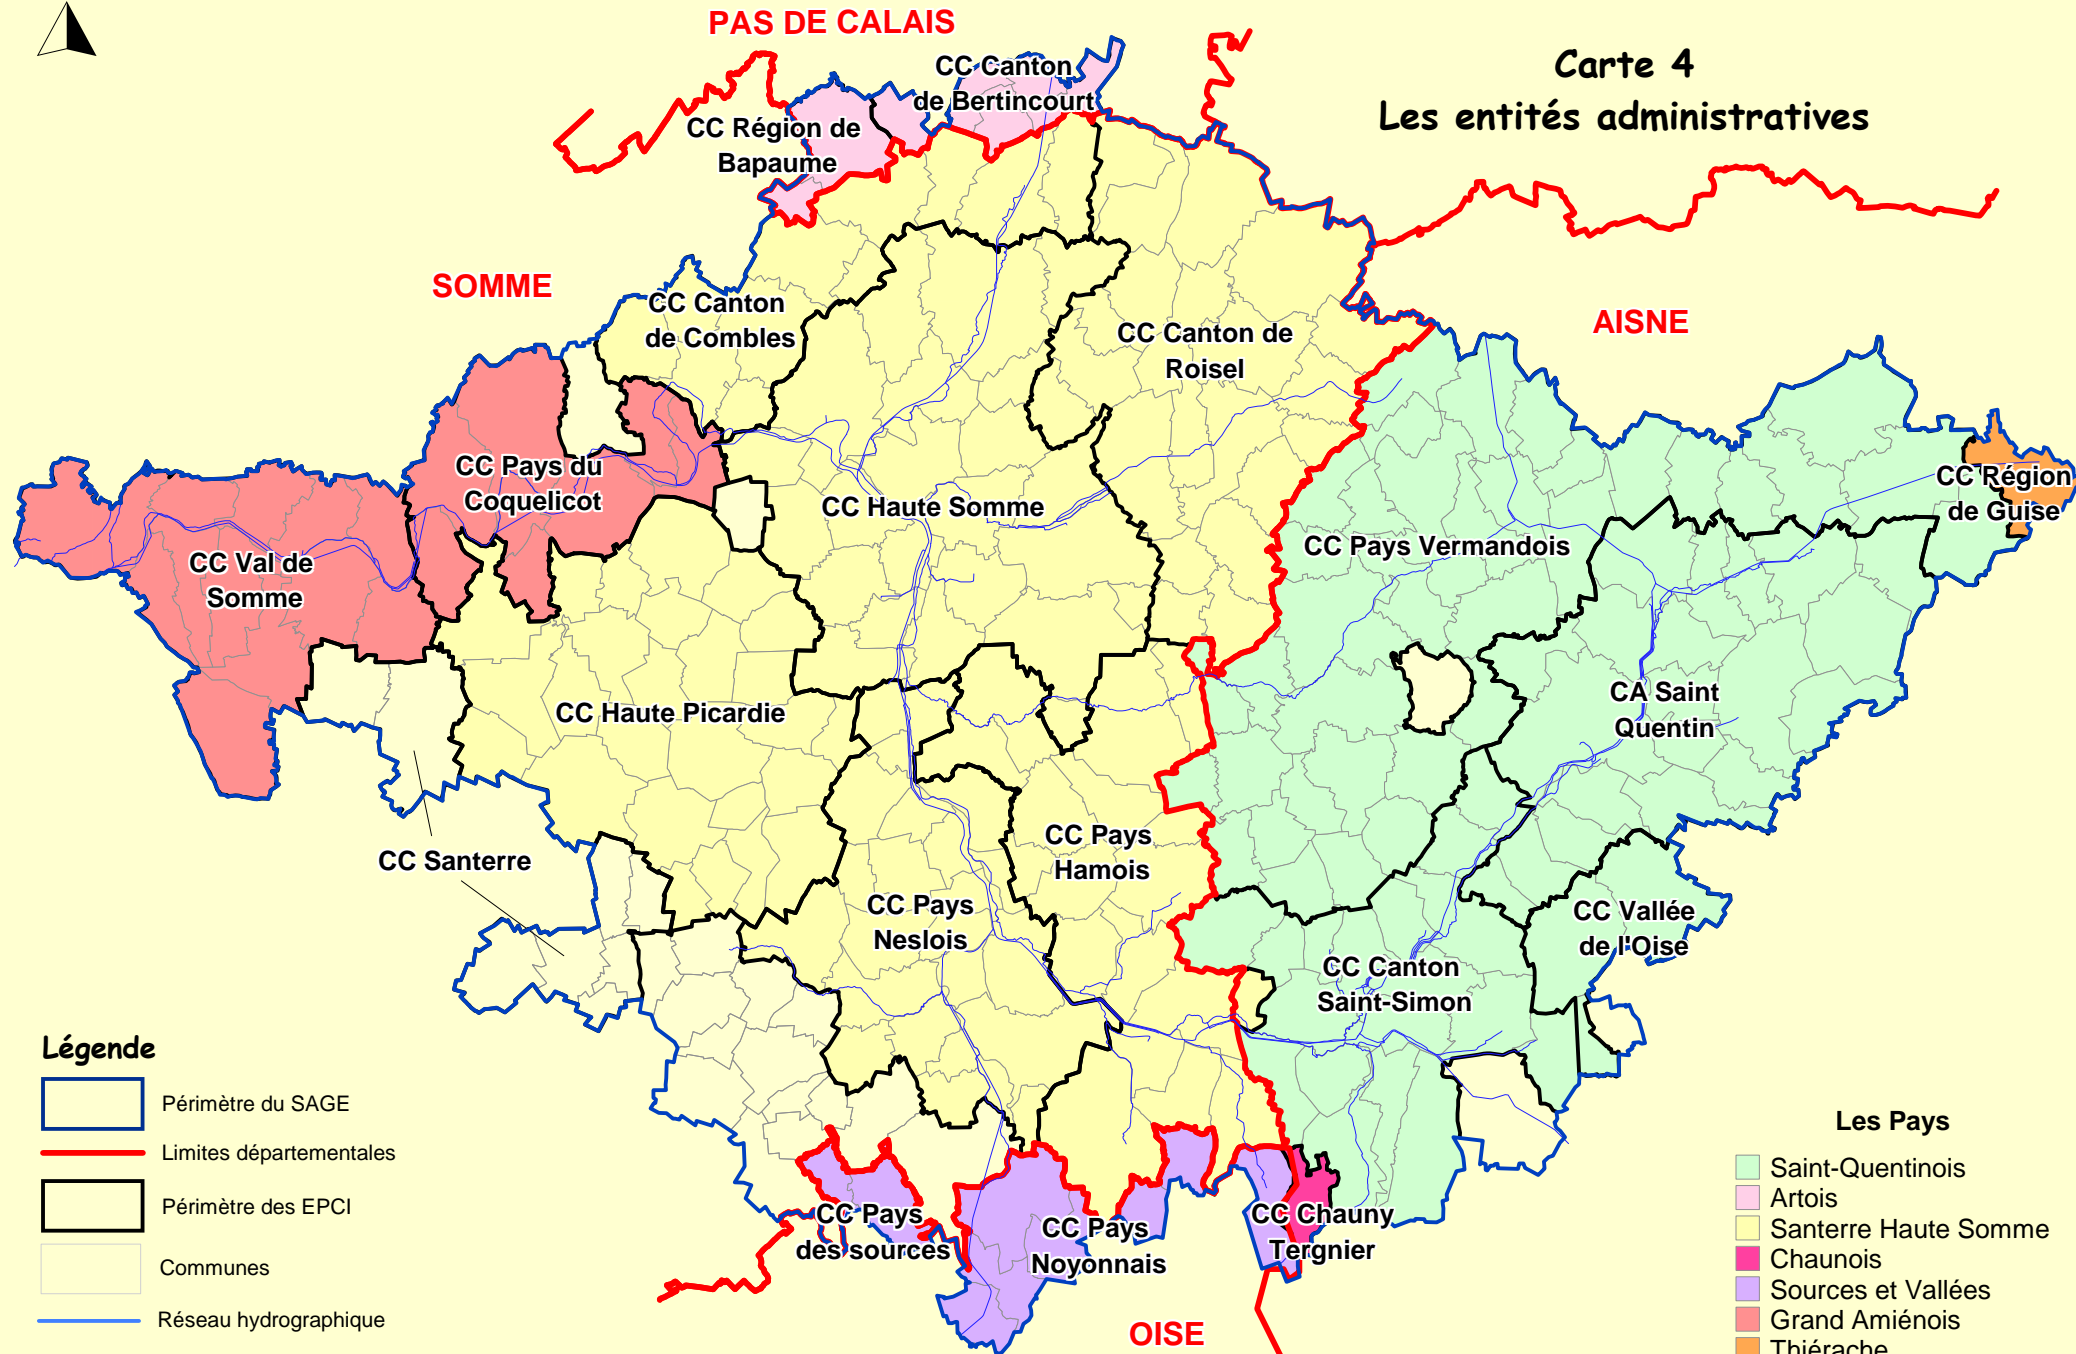 PAS DE CALAIS
Carte 4
Les entités administratives
CC Canton
de Bertincourt
CC Région de
Bapaume
SOMME
AISNE
CC Canton
de Combles
CC Canton de
Roisel
CC Pays du
Coquelicot
CC Haute Somme
CC Région
de Guise
CC Pays Vermandois
CC Val de
Somme
CC Haute Picardie
CA Saint
Quentin
CC Santerre
CC Pays
Hamois
CC Pays
Neslois
CC Vallée
de l'Oise
CC Canton
Saint-Simon
CC Pays
des sources
CC Pays
Noyonnais
CC Chauny
Tergnier
OISE
Légende
Périmètre du SAGE
Limites départementales
Périmètre des EPCI
Communes
Réseau hydrographique
Les Pays
Saint-Quentinois
Artois
Santerre Haute Somme
Chaunois
Sources et Vallées
Grand Amiénois
Thiérache